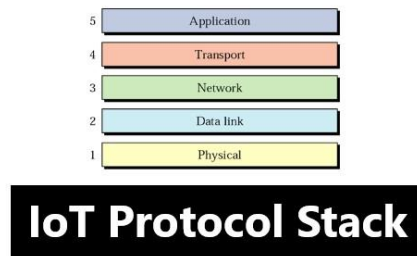 5 Application
4 Transport
3 Network
2 Data link
1 Physical
IoT Protocol Stack